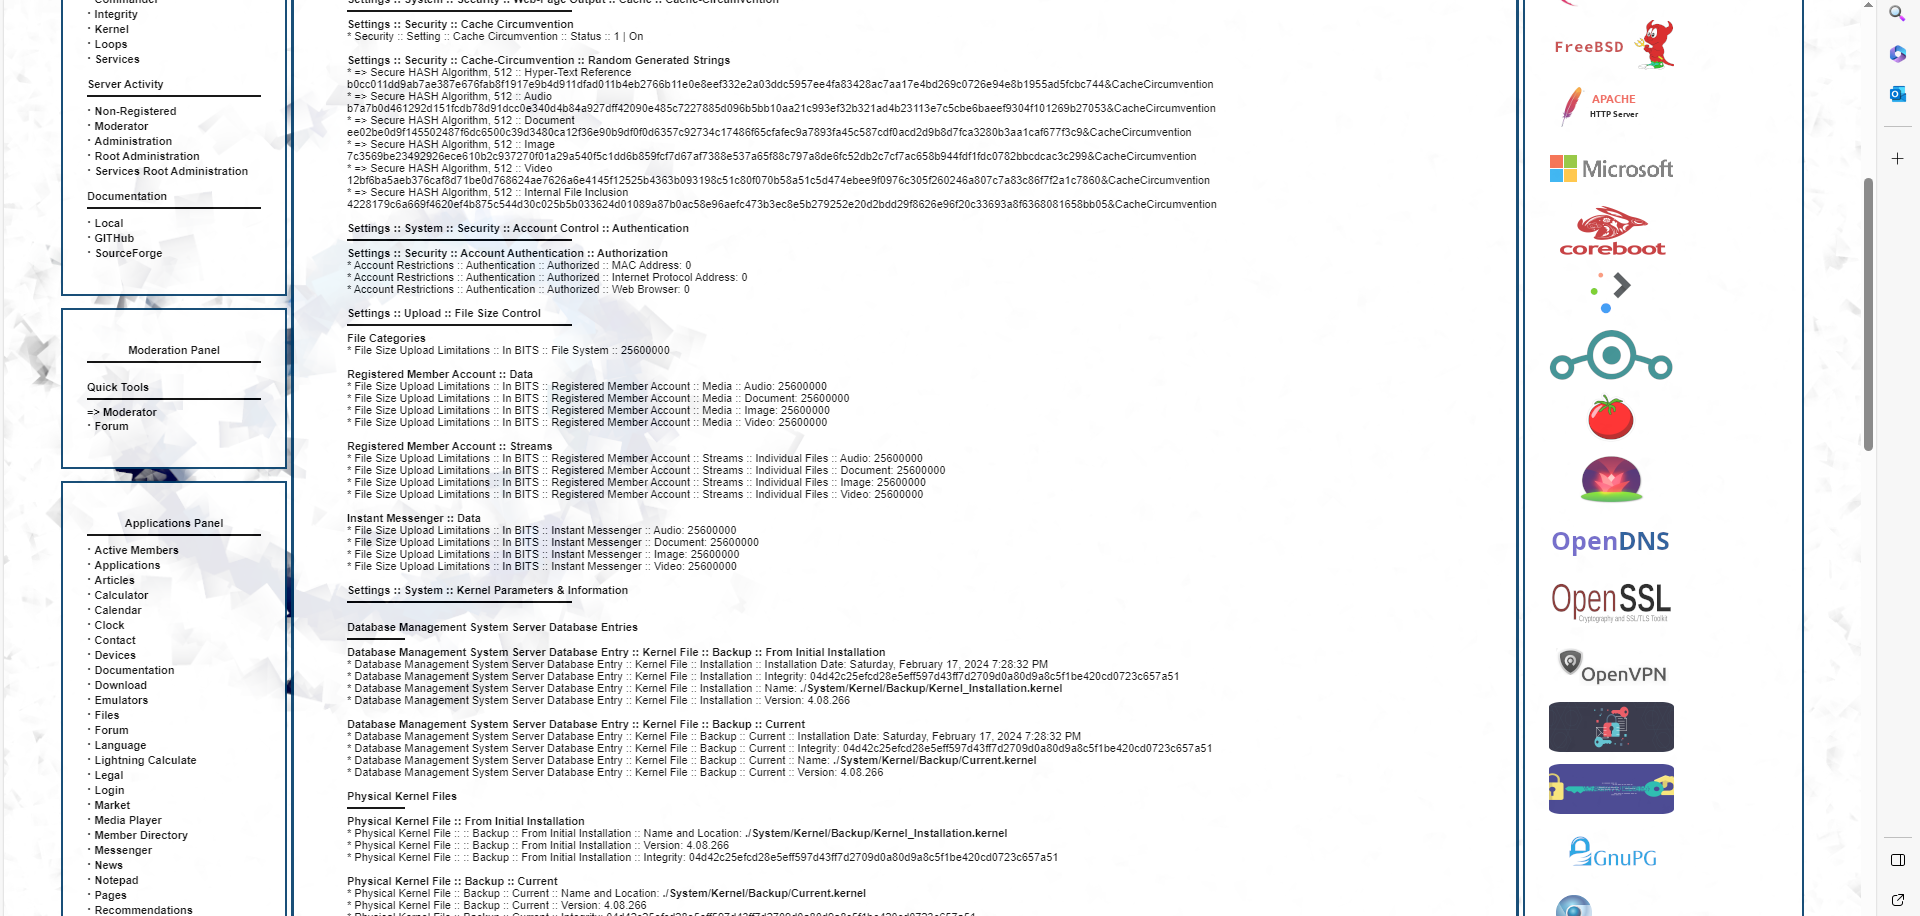 Commander
· Integrity
· Kernel
· Loops
· Services
Server Activity
· Non-Registered
· Moderator
· Administration
· Root Administration
· Services Root Administration
Documentation
· Local
· GITHub
· SourceForge
Moderation Panel
Quick Tools
=> Moderator
· Forum
Applications Panel
· Active Members
· Applications
· Articles
· Calculator
· Calendar
· Clock
· Contact
· Devices
· Documentation
· Download
· Emulators
· Files
· Forum
· Language
· Lightning Calculate
· Legal
· Login
· Market
· Media Player
· Member Directory
· Messenger
· News
· Notepad
· Pages
· Recommendations
Settings :: System :: Security :: Web-Page Output :: Cache :: Cache-Circumvention
Settings :: Security :: Cache Circumvention
* Security :: Setting :: Cache Circumvention :: Status :: 1 | On
Settings :: Security :: Cache-Circumvention :: Random Generated Strings
* => Secure HASH Algorithm, 512 :: Hyper-Text Reference
b0cc011dd9ab7ae387e676fab8f1917e9b4d911dfad011b4eb2766b11e0e8eef332e2a03ddc5957ee4fa83428ac7aa17e4bd269c0726e94e8b1955ad5fcbc744&CacheCircumvention
* => Secure HASH Algorithm, 512 :: Audio
b7a7b0d461292d151fcdb78d91dcc0e340d4b84a927dff42090e485c7227885d096b5bb10aa21c993ef32b321ad4b23113e7c5cbe6baeef9304f101269b27053&CacheCircumvention
* => Secure HASH Algorithm, 512 :: Document
ee02be0d9f145502487f6dc6500c39d3480ca12f36e90b9df0f0d6357c92734c17486f65cfafec9a7893fa45c587cdf0acd2d9b8d7fca3280b3aa1caf677f3c9&CacheCircumvention
* => Secure HASH Algorithm, 512 :: Image
7c3569be23492926ece610b2c937270f01a29a540f5c1dd6b859fcf7d67af7388e537a65f88c797a8de6fc52db2c7cf7ac658b944fdf1fdc0782bbcdcac3c299&CacheCircumvention
* => Secure HASH Algorithm, 512 :: Video
12bf6ba5aeb376caf8d71be0d768624ae7626a6e4145f12525b4363b093198c51c80f070b58a51c5d474ebee9f0976c305f260246a807c7a83c86f7f2a1c7860&CacheCircumvention
* => Secure HASH Algorithm, 512 :: Internal File Inclusion
4228179c6a669f4620ef4b875c544d30c025b5b033624d01089a87b0ac58e96aefc473b3ec8e5b279252e20d2bdd29f8626e96f20c33693a8f6368081658bb05&CacheCircumvention
Settings :: System :: Security :: Account Control :: Authentication
Settings :: Security :: Account Authentication :: Authorization
* Account Restrictions :: Authentication :: Authorized :: MAC Address: 0
* Account Restrictions :: Authentication :: Authorized :: Internet Protocol Address: 0
* Account Restrictions :: Authentication :: Authorized :: Web Browser: 0
Settings :: Upload :: File Size Control
File Categories
* File Size Upload Limitations :: In BITS :: File System :: 25600000
Registered Member Account :: Data
* File Size Upload Limitations :: In BITS :: Registered Member Account :: Media :: Audio: 25600000
* File Size Upload Limitations :: In BITS :: Registered Member Account :: Media :: Document: 25600000
* File Size Upload Limitations :: In BITS :: Registered Member Account :: Media :: Image: 25600000
* File Size Upload Limitations :: In BITS :: Registered Member Account :: Media :: Video: 25600000
Registered Member Account :: Streams
* File Size Upload Limitations :: In BITS :: Registered Member Account :: Streams :: Individual Files :: Audio: 25600000
* File Size Upload Limitations :: In BITS :: Registered Member Account :: Streams :: Individual Files :: Document: 25600000
* File Size Upload Limitations :: In BITS :: Registered Member Account :: Streams :: Individual Files :: Image: 25600000
* File Size Upload Limitations :: In BITS :: Registered Member Account :: Streams :: Individual Files :: Video: 25600000
Instant Messenger :: Data
* File Size Upload Limitations :: In BITS :: Instant Messenger :: Audio: 25600000
* File Size Upload Limitations :: In BITS :: Instant Messenger :: Document: 25600000
* File Size Upload Limitations :: In BITS :: Instant Messenger :: Image: 25600000
* File Size Upload Limitations :: In BITS :: Instant Messenger :: Video: 25600000
Settings :: System :: Kernel Parameters & Information
Database Management System Server Database Entries
Database Management System Server Database Entry :: Kernel File :: Backup :: From Initial Installation
* Database Management System Server Database Entry :: Kernel File :: Installation :: Installation Date: Saturday, February 17, 2024 7:28:32 PM
* Database Management System Server Database Entry :: Kernel File :: Installation :: Integrity: 04d42c25efcd28e5eff597d43ff7d2709d0a80d9a8c5f1be420cd0723c657a51
* Database Management System Server Database Entry :: Kernel File :: Installation :: Name: ./System/Kernel/Backup/Kernel_Installation.kernel
* Database Management System Server Database Entry :: Kernel File :: Installation :: Version: 4.08.266
Database Management System Server Database Entry :: Kernel File :: Backup :: Current
* Database Management System Server Database Entry :: Kernel File :: Backup :: Current :: Installation Date: Saturday, February 17, 2024 7:28:32 PM
* Database Management System Server Database Entry :: Kernel File :: Backup :: Current :: Integrity: 04d42c25efcd28e5eff597d43ff7d2709d0a80d9a8c5f1be420cd0723c657a51
* Database Management System Server Database Entry :: Kernel File :: Backup :: Current :: Name: ./System/Kernel/Backup/Current.kernel
* Database Management System Server Database Entry :: Kernel File :: Backup :: Current :: Version: 4.08.266
Physical Kernel Files
Physical Kernel File :: From Initial Installation
* Physical Kernel File :: :: Backup :: From Initial Installation :: Name and Location: ./System/Kernel/Backup/Kernel_Installation.kernel
* Physical Kernel File :: Backup :: From Initial Installation :: Version: 4.08.266
* Physical Kernel File :: Backup :: From Initial Installation :: Integrity: 04d42c25efcd28e5eff597d43ff7d2709d0a80d9a8c5f1be420cd0723c657a51
Physical Kernel File :: Backup :: Current
* Physical Kernel File :: Backup :: Current :: Name and Location: ./System/Kernel/Backup/Current.kernel
* Physical Kernel File :: Backup :: Current :: Version: 4.08.266
* Physical Kernel File :: Backup :: Current :: Integrity: 04d42c25efcd28e5eff597d43ff7d2709d0a80d9a8c5f1be420cd0723c657a51
FreeBSD
APACHE
HTTP Server
Microsoft
coreboot
OpenDNS
OpenSSL
Cryptography and SSL/TLS Toolkit
OpenVPN
GnuPG